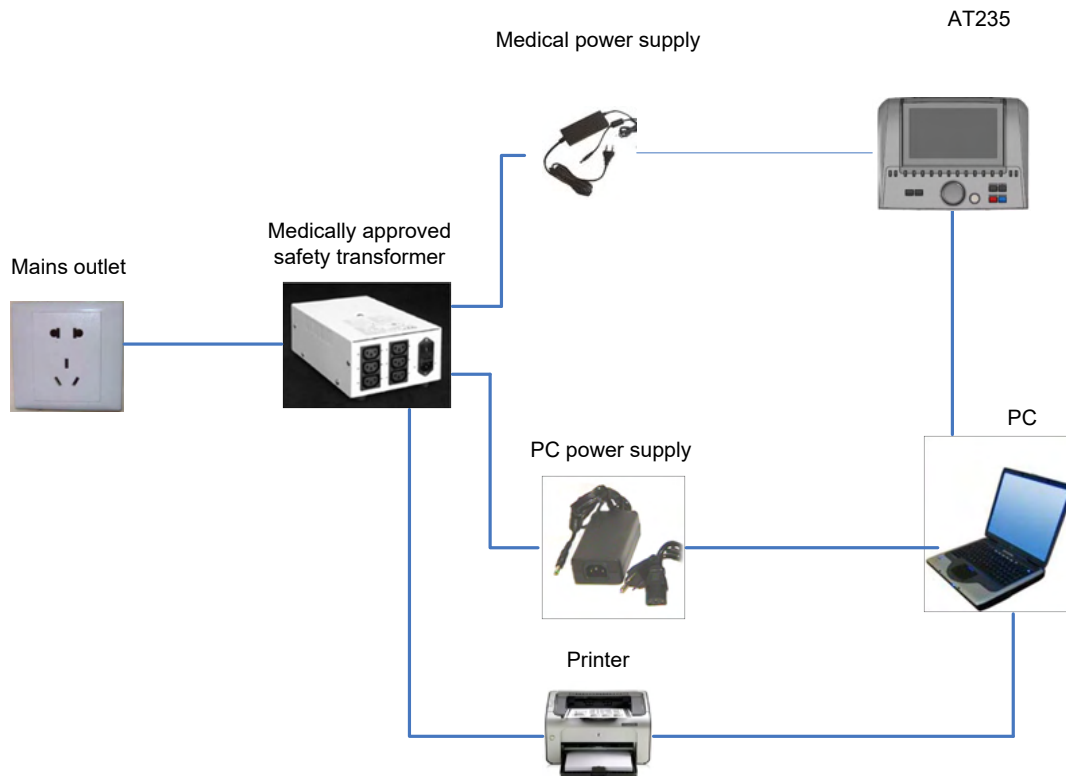 AT235
Medical power supply
Medically approved
safety transformer
Mains outlet
PC
PC power supply
Printer